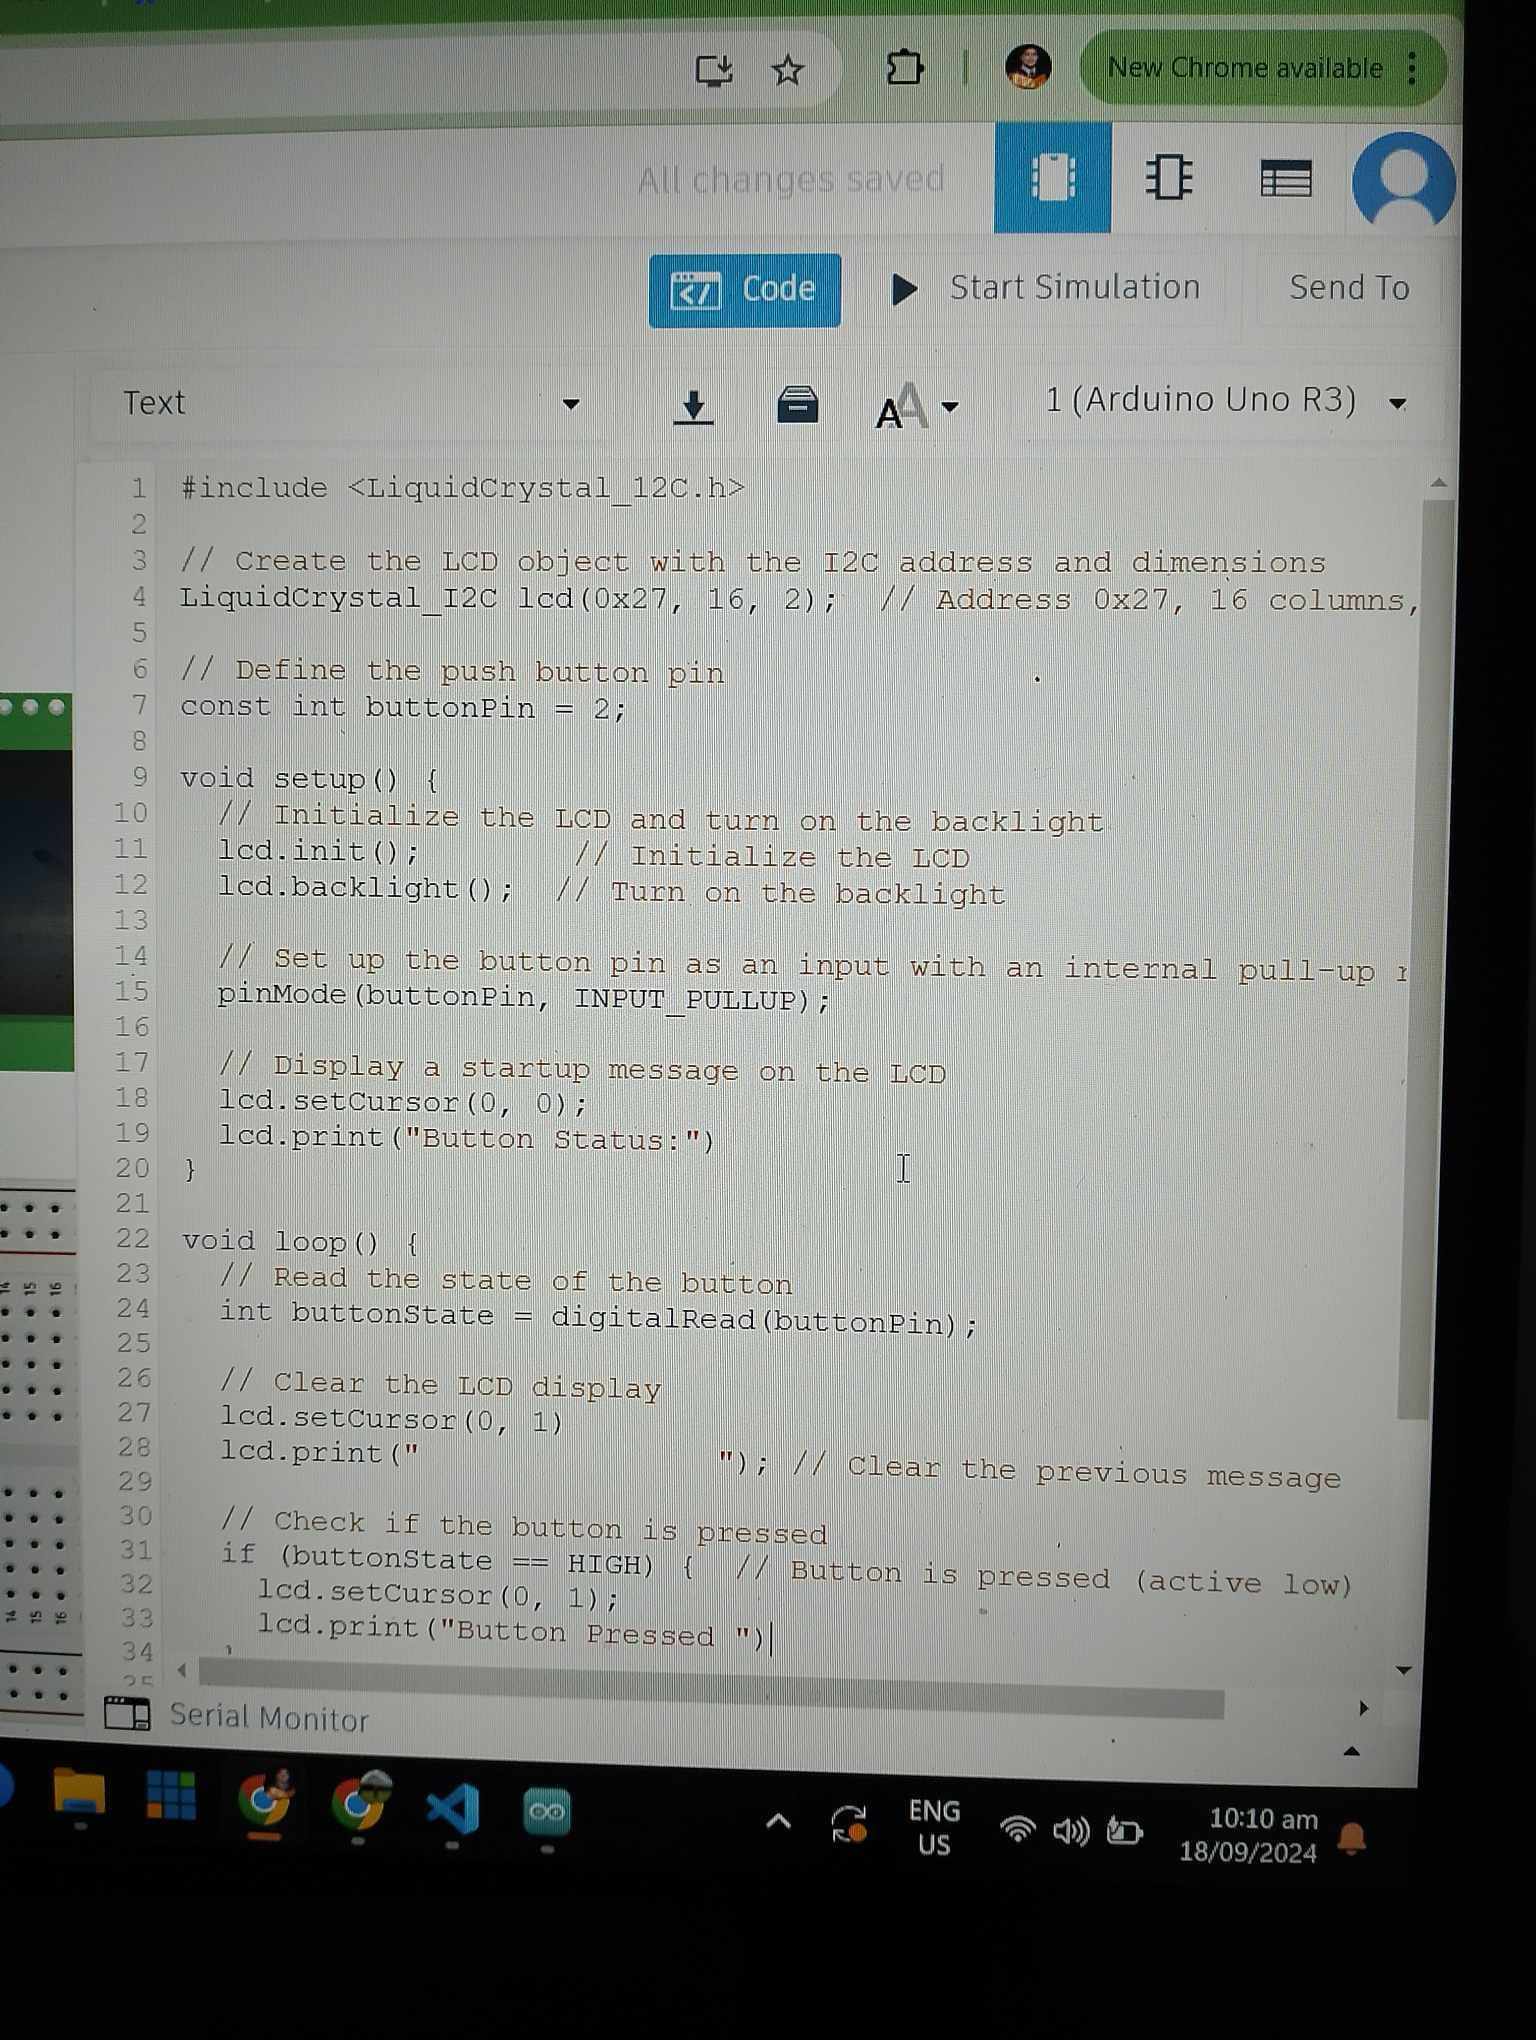 New Chrome available
All changes saved
Code
Start Simulation
Send To
Text
1 (Arduino Uno R3)
1 #include <LiquidCrystal_12C.h>
2
3 // Create the LCD object with the I2C address and dimensions
4 LiquidCrystal_I2C lcd(0x27, 16, 2);  // Address 0x27, 16 columns,
5
6 // Define the push button pin
7 const int buttonPin = 2;
8
9 void setup() {
10   // Initialize the LCD and turn on the backlight
11   lcd.init();        // Initialize the LCD
12   lcd.backlight();  // Turn on the backlight
13
14   // Set up the button pin as an input with an internal pull-up
15   pinMode(buttonPin, INPUT_PULLUP);
16
17   // Display a startup message on the LCD
18   lcd.setCursor(0, 0);
19   lcd.print("Button Status:")
20 }
21
22 void loop() {
23   // Read the state of the button
24   int buttonState = digitalRead(buttonPin);
25
26   // Clear the LCD display
27   lcd.setCursor(0, 1)
28   lcd.print("                "); // Clear the previous message
29
30   // Check if the button is pressed
31   if (buttonState == HIGH) {  // Button is pressed (active low)
32     lcd.setCursor(0, 1);
33     lcd.print("Button Pressed ")
34
Serial Monitor
14 15 16
14 15 16
ENG
US
10:10 am
18/09/2024